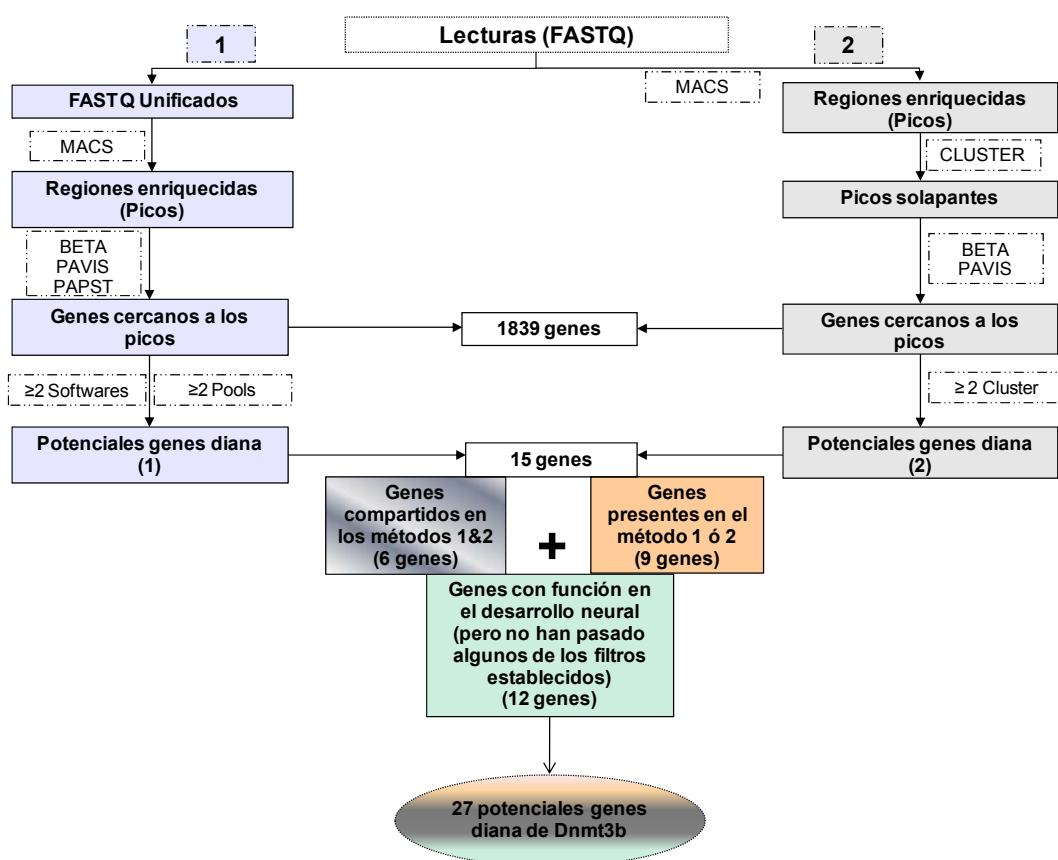 Lecturas (FASTQ)
1
2
MACS
FASTQ Unificados
Regiones enriquecidas
(Picos)
MACS
CLUSTER
Regiones enriquecidas
(Picos)
Picos solapantes
BETA
PAVIS
PAPST
BETA
PAVIS
Genes cercanos a los
picos
1839 genes
Genes cercanos a los
picos
≥2 Softwares
≥2 Pools
≥ 2 Cluster
Potenciales genes diana
(1)
15 genes
Potenciales genes diana
(2)
Genes
compartidos en
los métodos 1&2
(6 genes)
+
Genes
presentes en el
método 1 ó 2
(9 genes)
Genes con función en
el desarrollo neural
(pero no han pasado
algunos de los filtros
establecidos)
(12 genes)
27 potenciales genes
diana de Dnmt3b